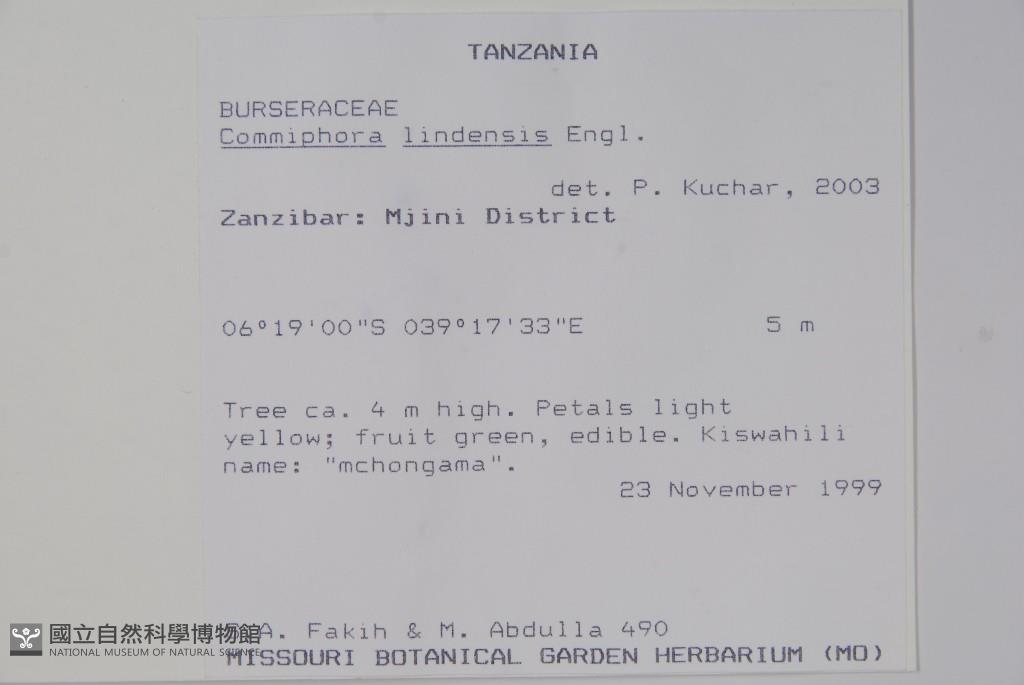 TANZANIA
BURSERACEAE
Commiphora lindensis Engl.
det. P. Kuchar, 2003
Zanzibar: Mjini District
06°19'00"S 039°17'33"E 5 m
Tree ca. 4 m high. Petals light
yellow; fruit green, edible. Kiswahili
name: "mchongama".
23 November 1999
A. Fakih & M. Abdulla 490
MISSOURI BOTANICAL GARDEN HERBARIUM (MO)
國立自然科學博物館
NATIONAL MUSEUM OF NATURAL SCIENCE